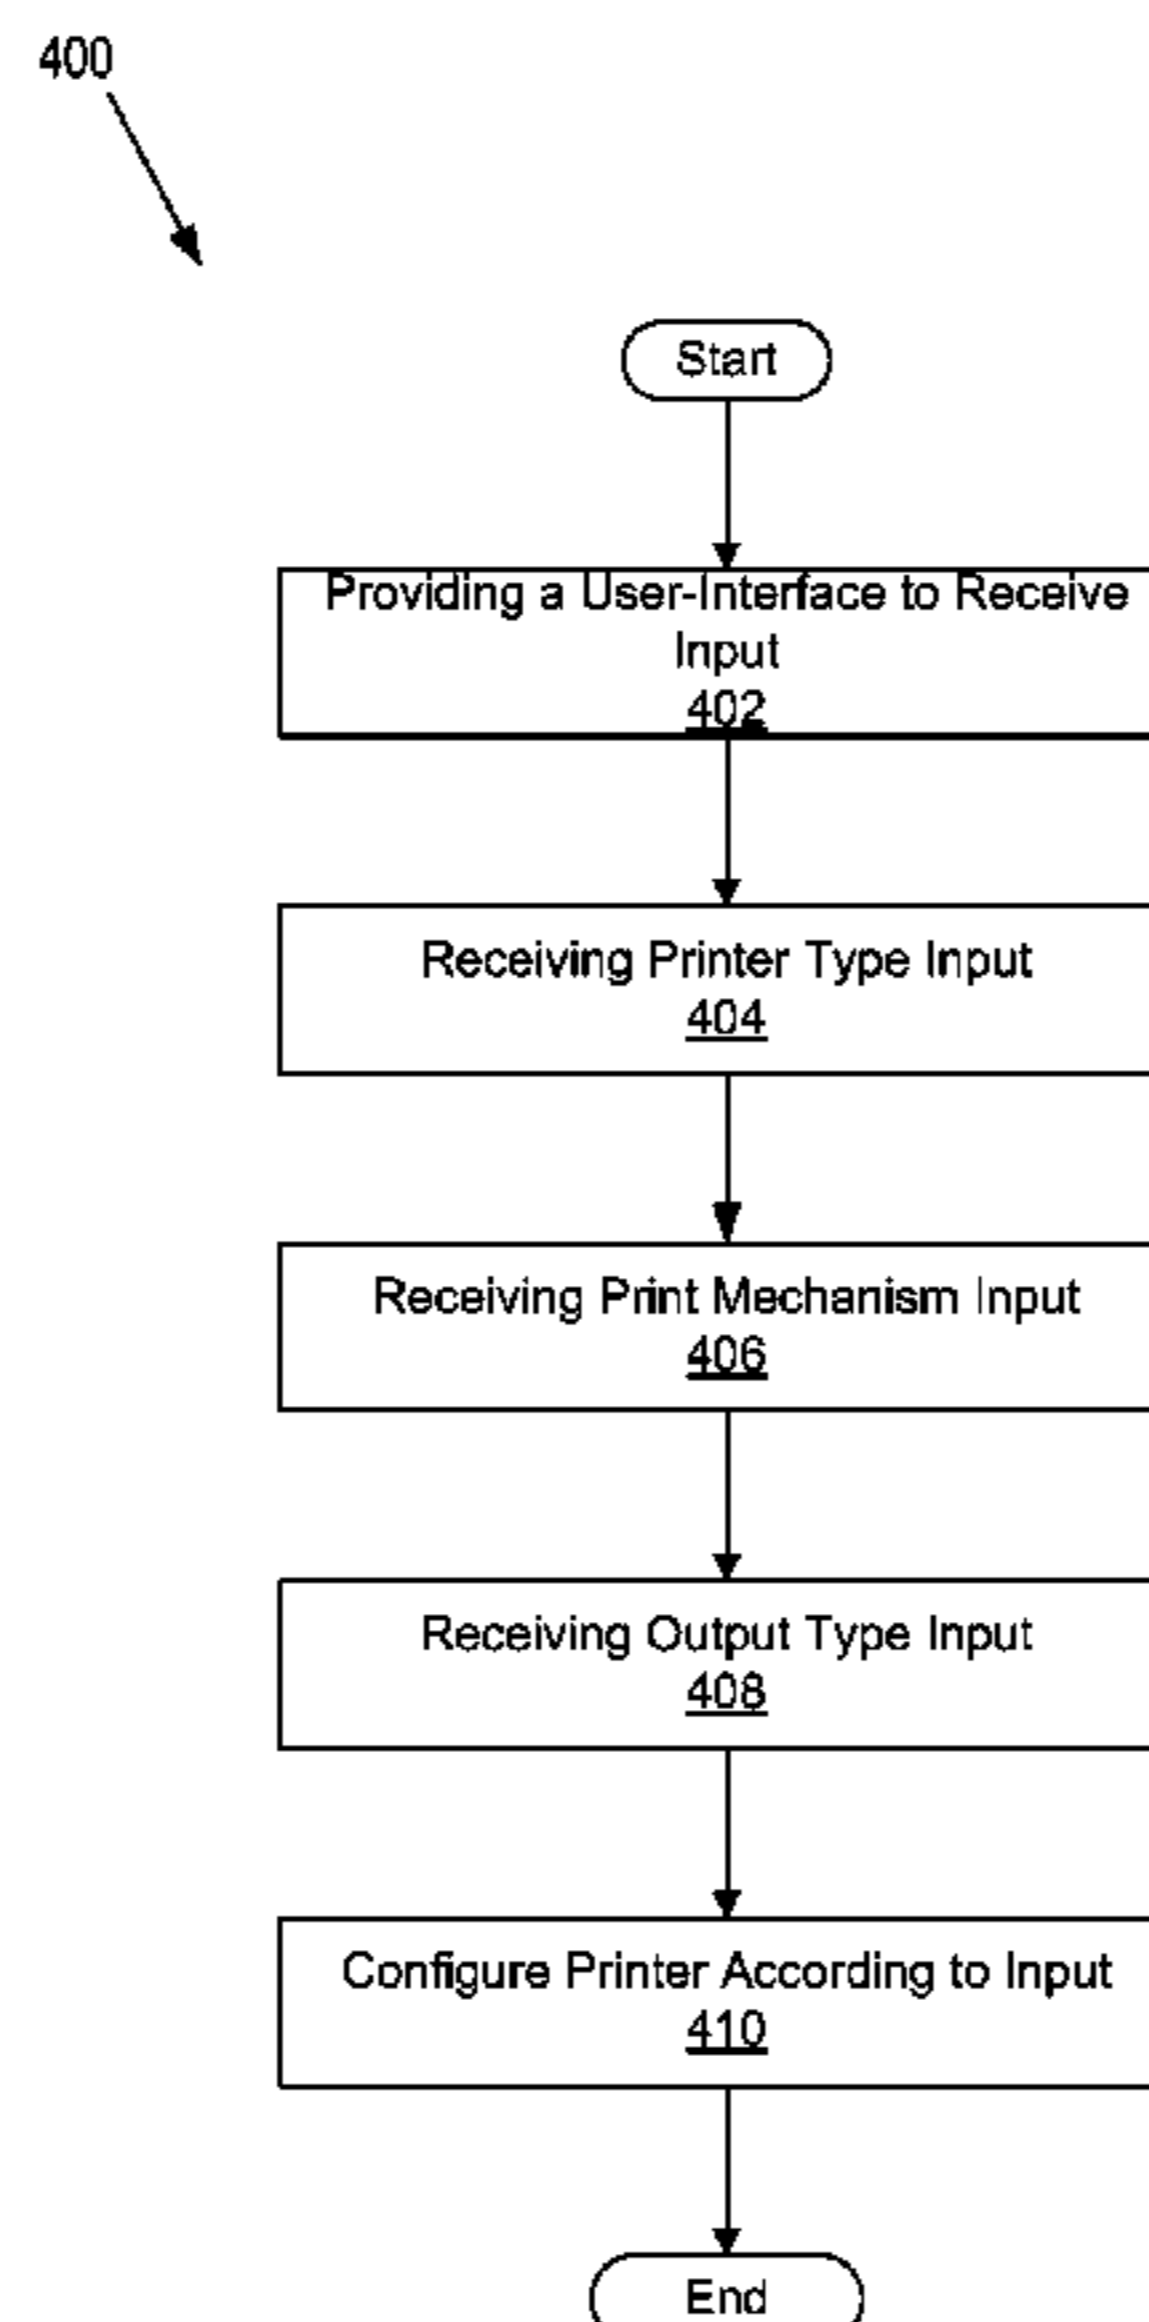 400
Start
Providing a User-Interface to Receive
Input
402
Receiving Printer Type Input
404
Receiving Print Mechanism Input
406
Receiving Output Type Input
408
Configure Printer According to Input
410
End